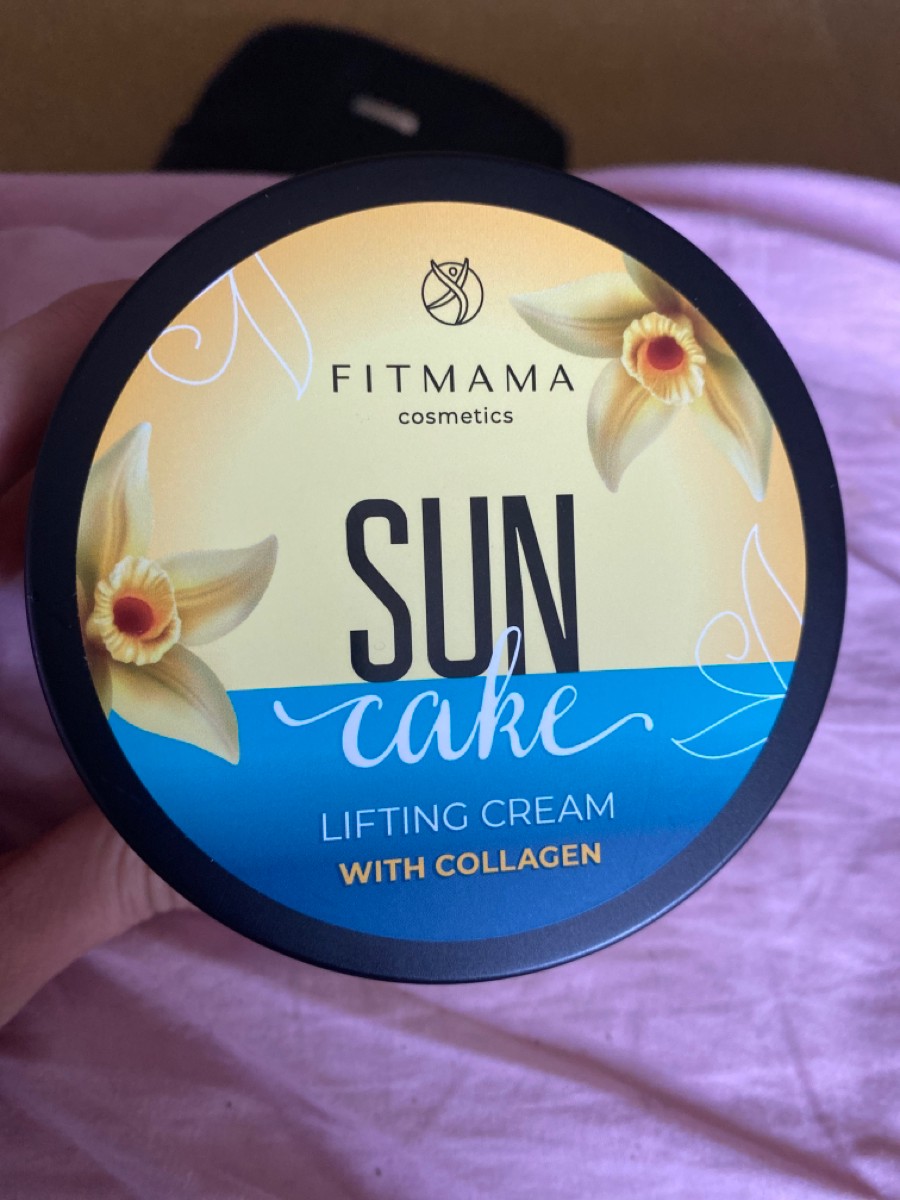 FITMAMA
cosmetics
SUN
cake
LIFTING CREAM
WITH COLLAGEN